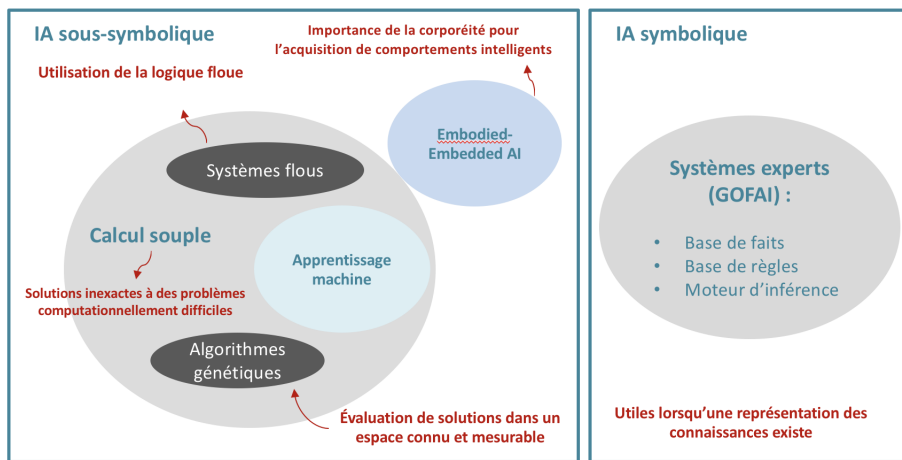 IA sous-symbolique
Importance de la corporéité pour
l'acquisition de comportements intelligents
Utilisation de la logique floue
Embodied-
Embedded AI
Systèmes flous
Calcul souple
Apprentissage
machine
Solutions inexactes à des problèmes
computationnellement difficiles
Algorithmes
génétiques
Évaluation de solutions dans un
espace connu et mesurable
IA symbolique
Systèmes experts
(GOFAI) :
• Base de faits
• Base de règles
• Moteur d'inférence
Utiles lorsqu'une représentation des
connaissances existe